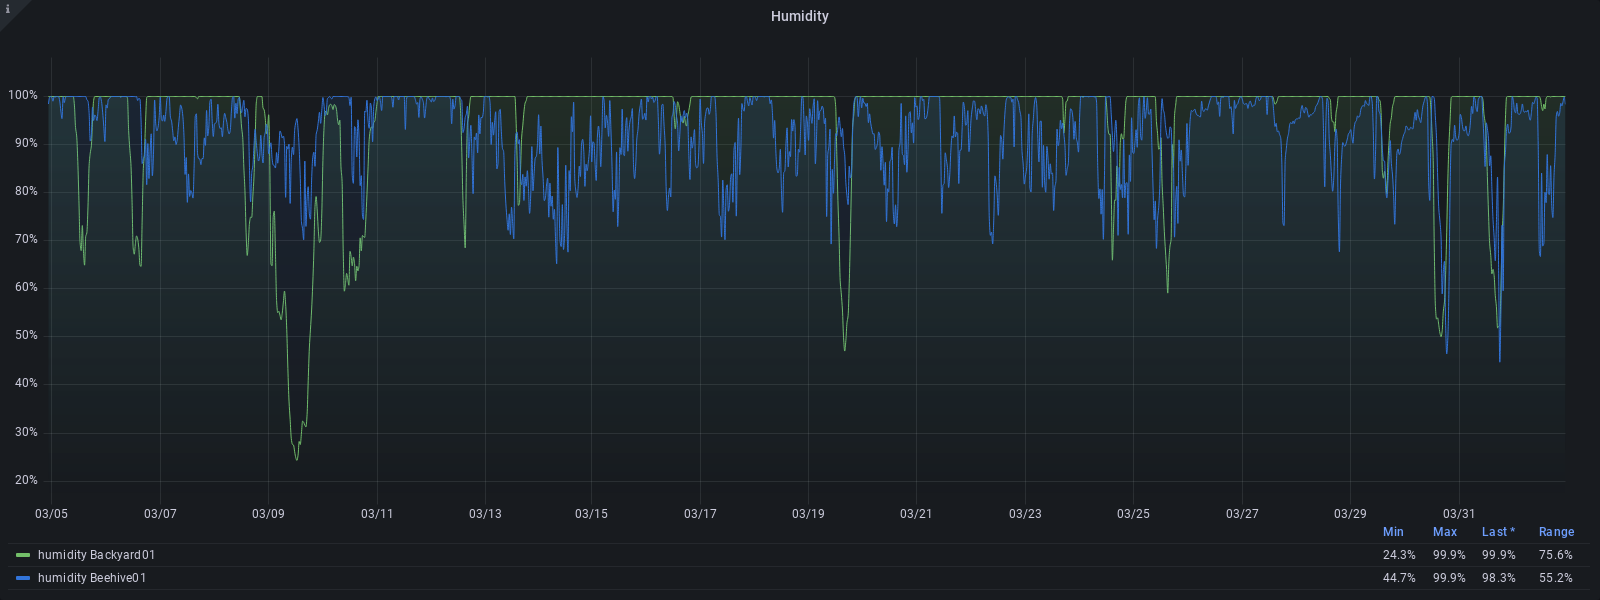 i
Humidity
100%
90%
80%
70%
60%
50%
40%
30%
20%
03/05 03/07 03/09 03/11 03/13 03/15 03/17 03/19 03/21 03/23 03/25 03/27 03/29 03/31
Min Max Last * Range
humidity Backyard01 24.3% 99.9% 99.9% 75.6%
humidity Beehive01 44.7% 99.9% 98.3% 55.2%